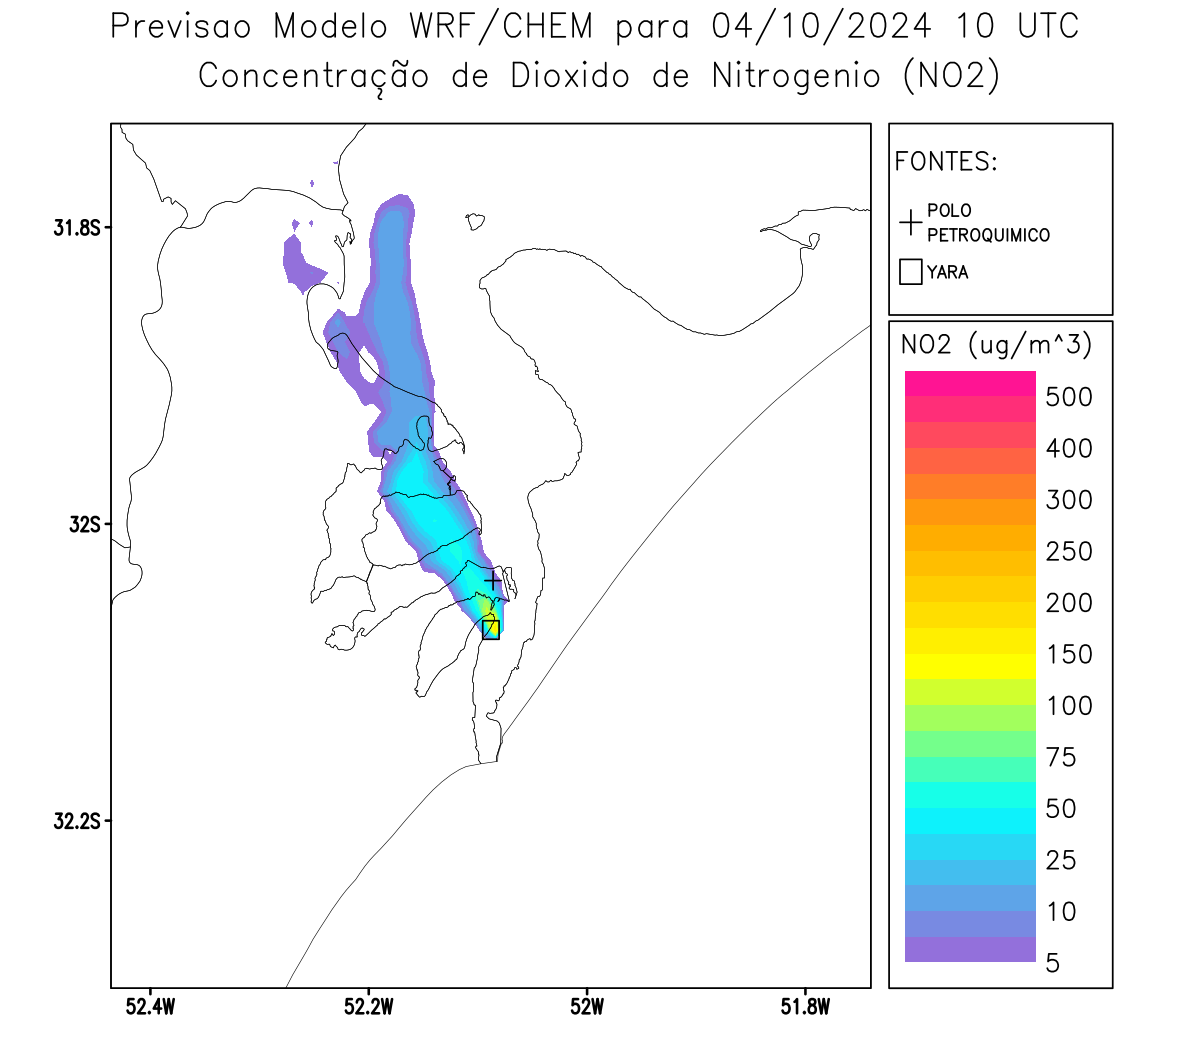 Previsao Modelo WRF/CHEM para 04/10/2024 10 UTC
Concentração de Dioxido de Nitrogenio (NO2)
FONTES:
POLO
PETROQUIMICO
YARA
NO2 (ug/m^3)
500
400
300
250
200
150
100
75
50
25
10
5
31.8S
32S
32.2S
52.4W
52.2W
52W
51.8W